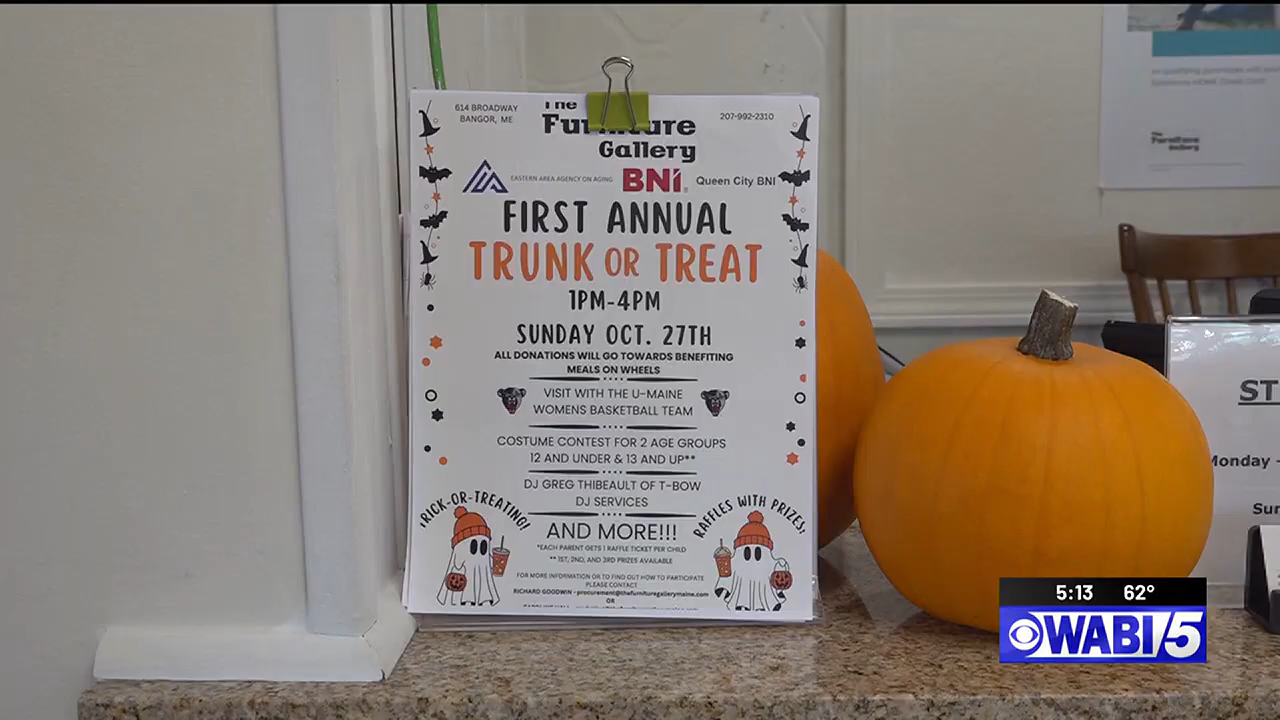 614 BROADWAY
BANGOR, ME
The
Furniture
Gallery
207-992-2310
EASTERN AREA AGENCY ON AGING
BNI
Queen City BNI
FIRST ANNUAL
TRUNK OR TREAT
1PM-4PM
SUNDAY OCT. 27TH
ALL DONATIONS WILL GO TOWARDS BENEFITING
MEALS ON WHEELS
VISIT WITH THE U-MAINE
WOMENS BASKETBALL TEAM
COSTUME CONTEST FOR 2 AGE GROUPS
12 AND UNDER & 13 AND UP**
DJ GREG THIBEAULT OF T-BOW
DJ SERVICES
TRICK-OR-TREATING!
RAFFLES WITH PRIZES!
AND MORE!!!
*EACH PARENT GETS 1 RAFFLE TICKET PER CHILD
** 1ST, 2ND, AND 3RD PRIZES AVAILABLE
FOR MORE INFORMATION OR TO FIND OUT HOW TO PARTICIPATE
PLEASE CONTACT
RICHARD GOODWIN - procurement@thefurnituregallerymaine.com
OR
The
Furniture
Gallery
ST
Monday -
Sun
5:13 62°
WABI 5